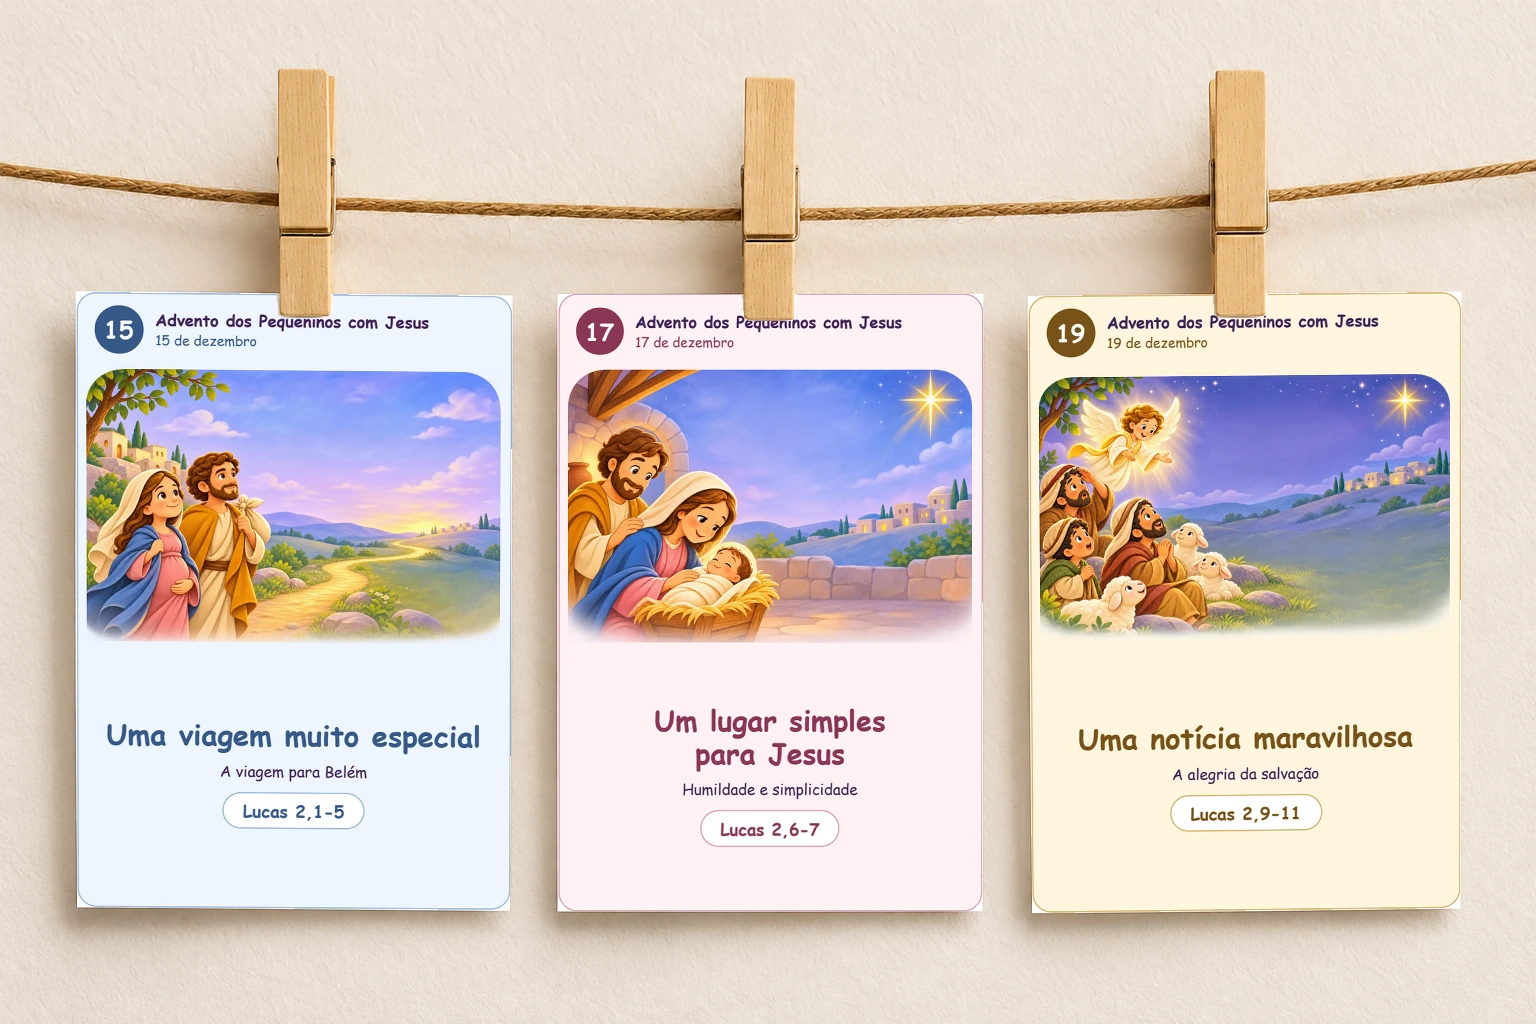 15
Advento dos Pequeninos com Jesus
15 de dezembro
Uma viagem muito especial
A viagem para Belém
Lucas 2,1-5
17
Advento dos Pequeninos com Jesus
17 de dezembro
Um lugar simples
para Jesus
Humildade e simplicidade
Lucas 2,6-7
19
Advento dos Pequeninos com Jesus
19 de dezembro
Uma notícia maravilhosa
A alegria da salvação
Lucas 2,9-11